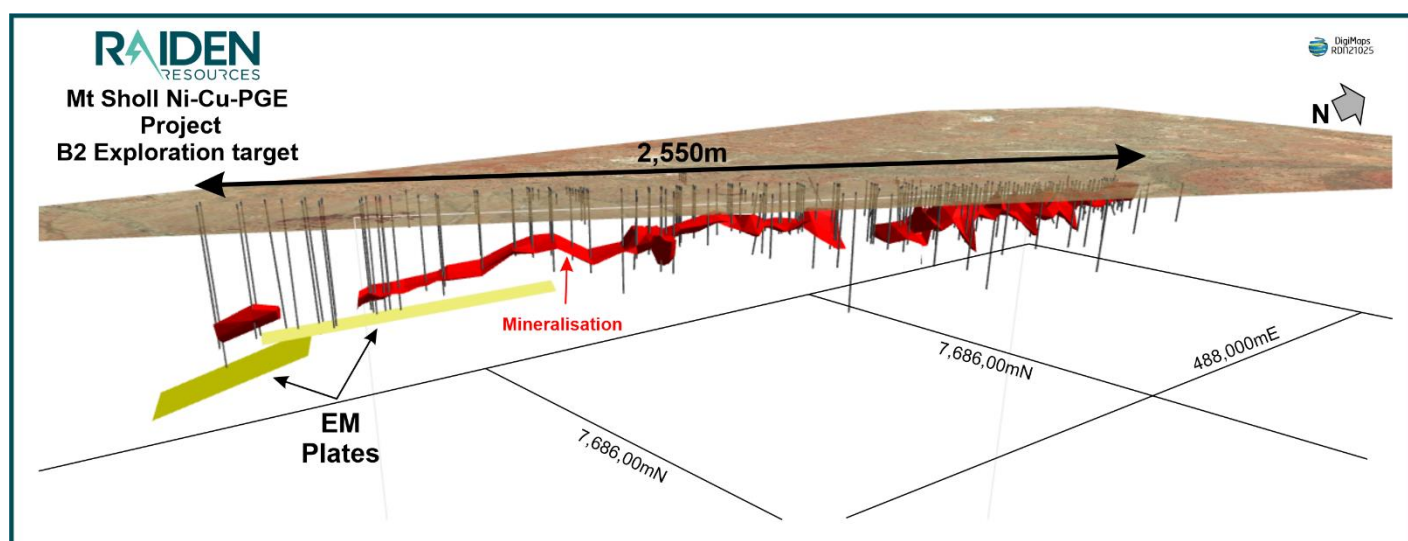 RAIDEN
RESOURCES
Mt Sholl Ni-Cu-PGE
Project
B2 Exploration target
DigiMaps
RDN21025
N
2,550m
Mineralisation
EM
Plates
7,686,00mN
7,686,00mN
488,000mE